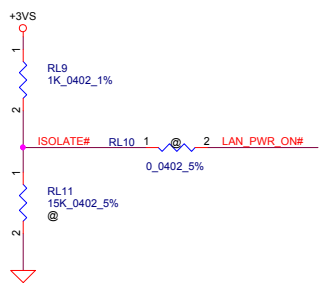 +3VS
1
RL9
1K_0402_1%
2
ISOLATE#
RL10
1
@
2
LAN_PWR_ON#
0_0402_5%
1
RL11
15K_0402_5%
@
2